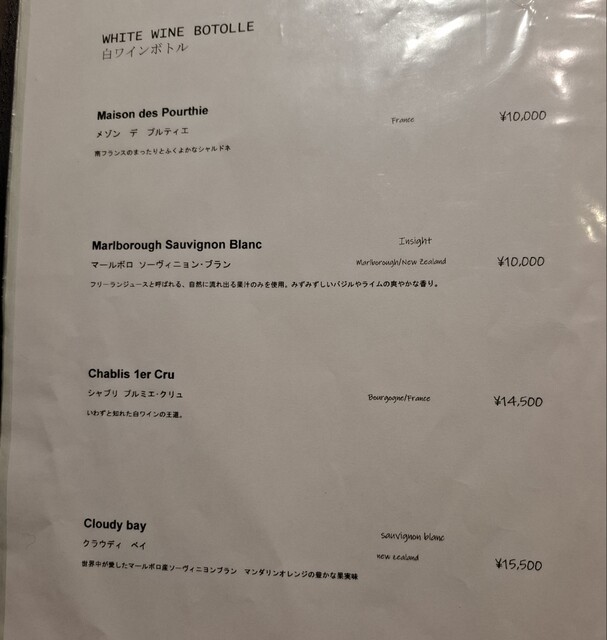 WHITE WINE BOTOLLE
白ワインボトル
Maison des Pourthie
France
¥10,000
メゾン デ プルティエ
南フランスのまったりとふくよかなシャルドネ
Marlborough Sauvignon Blanc
Insight
マールボロ ソーヴィニョン・ブラン
Marlborough/New Zealand
¥10,000
フリーランジュースと呼ばれる、自然に流れ出る果汁のみを使用。みずみずしいバジルやライムの爽やかな香り。
Chablis 1er Cru
シャブリ プルミエ・クリュ
Bourgogne/France
¥14,500
いわずと知れた白ワインの王道。
Cloudy bay
sauvignon blanc
クラウディ ベイ
new zealand
¥15,500
世界中が愛したマールボロ産ソーヴィニヨンブラン マンダリンオレンジの豊かな果実味